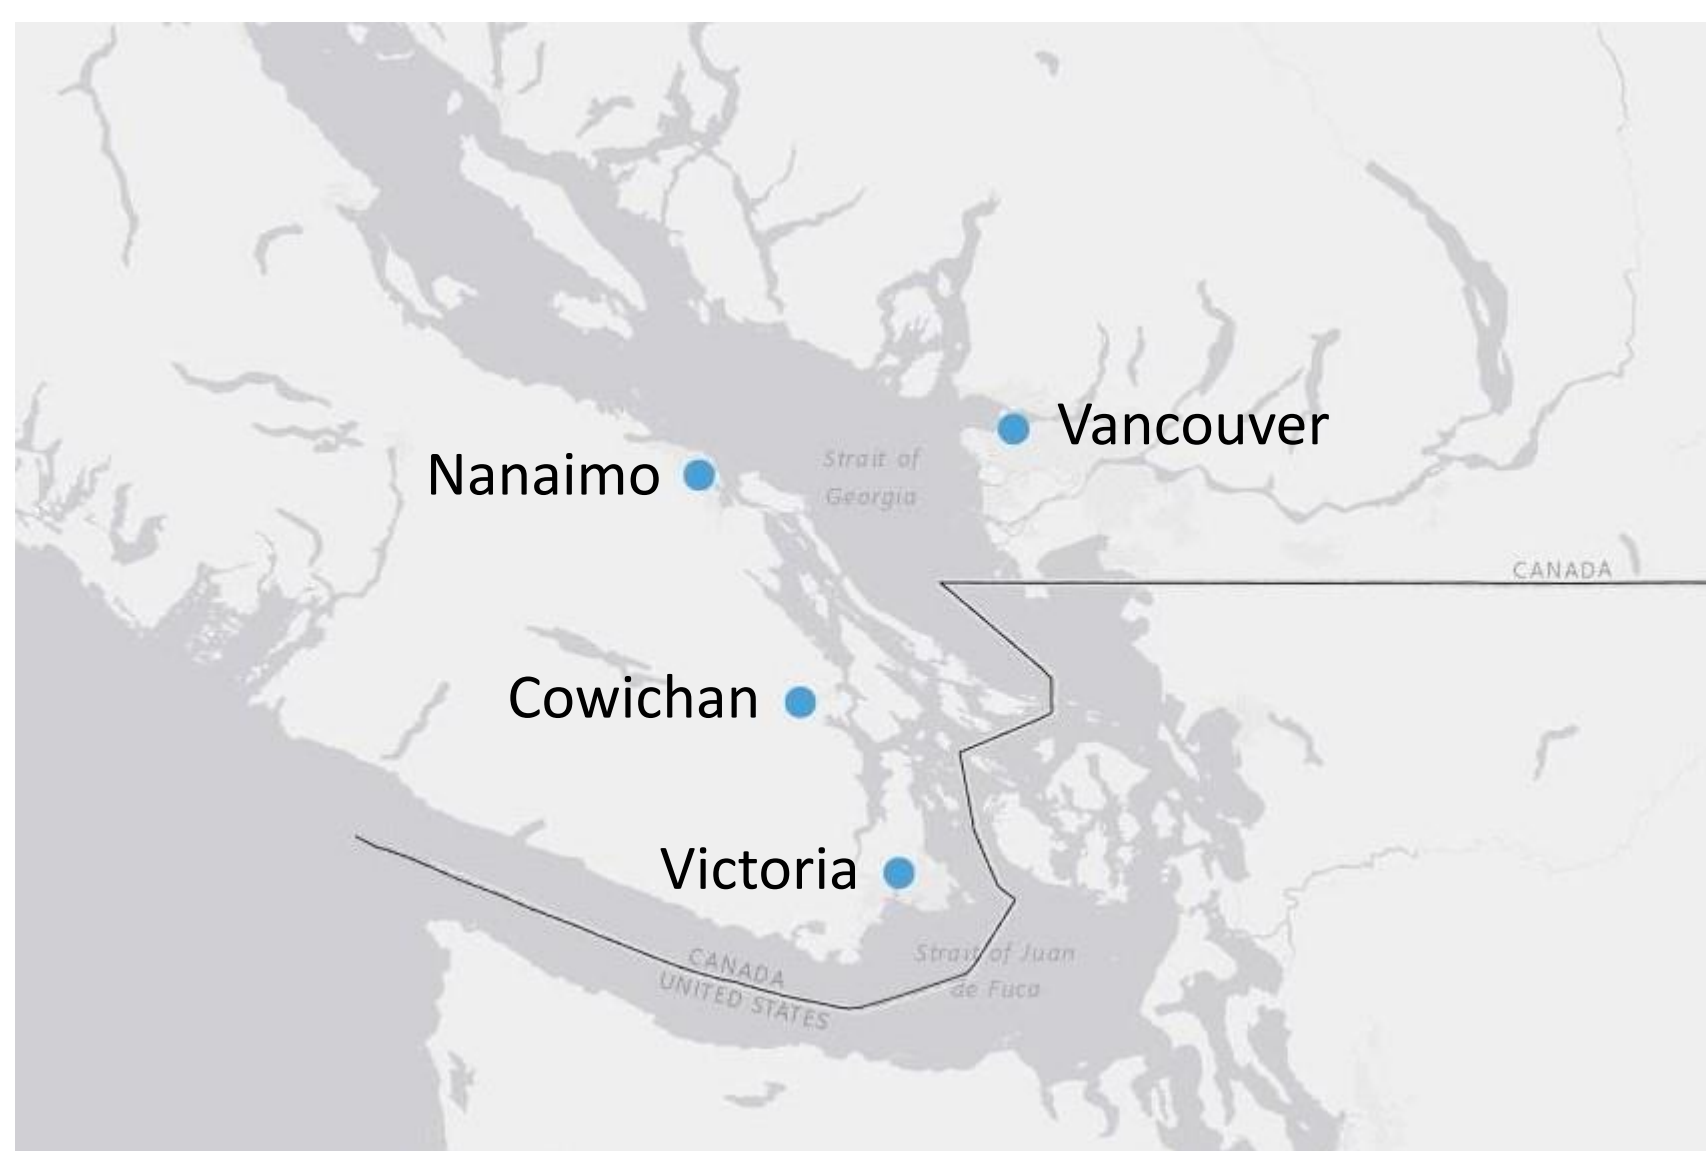 Vancouver
Strait of
Georgia
Nanaimo
CANADA
Cowichan
Victoria
Strait of Juan
de Fuca
CANADA
UNITED STATES